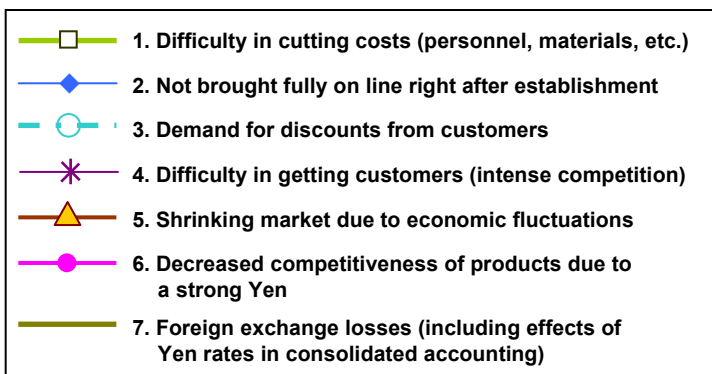 1. Difficulty in cutting costs (personnel, materials, etc.)
2. Not brought fully on line right after establishment
3. Demand for discounts from customers
4. Difficulty in getting customers (intense competition)
5. Shrinking market due to economic fluctuations
6. Decreased competitiveness of products due to
a strong Yen
7. Foreign exchange losses (including effects of
Yen rates in consolidated accounting)